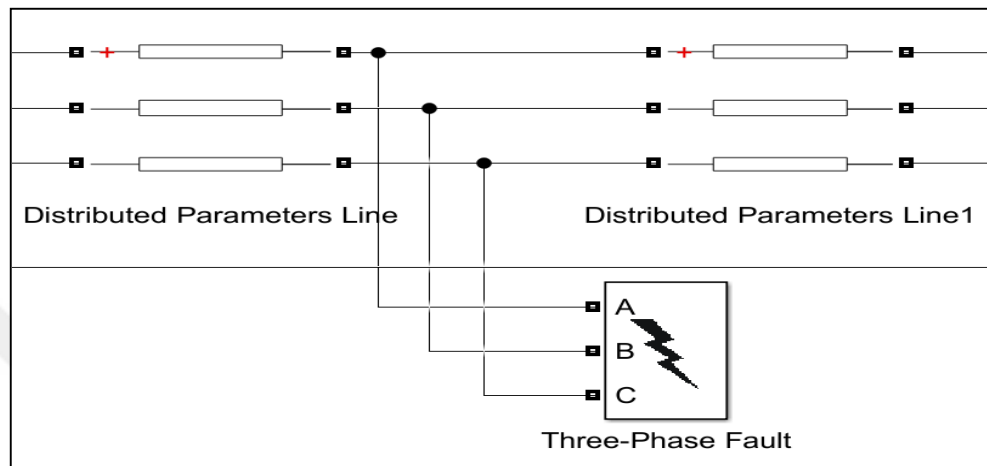 Distributed Parameters Line
Distributed Parameters Line1
A
B
C
Three-Phase Fault